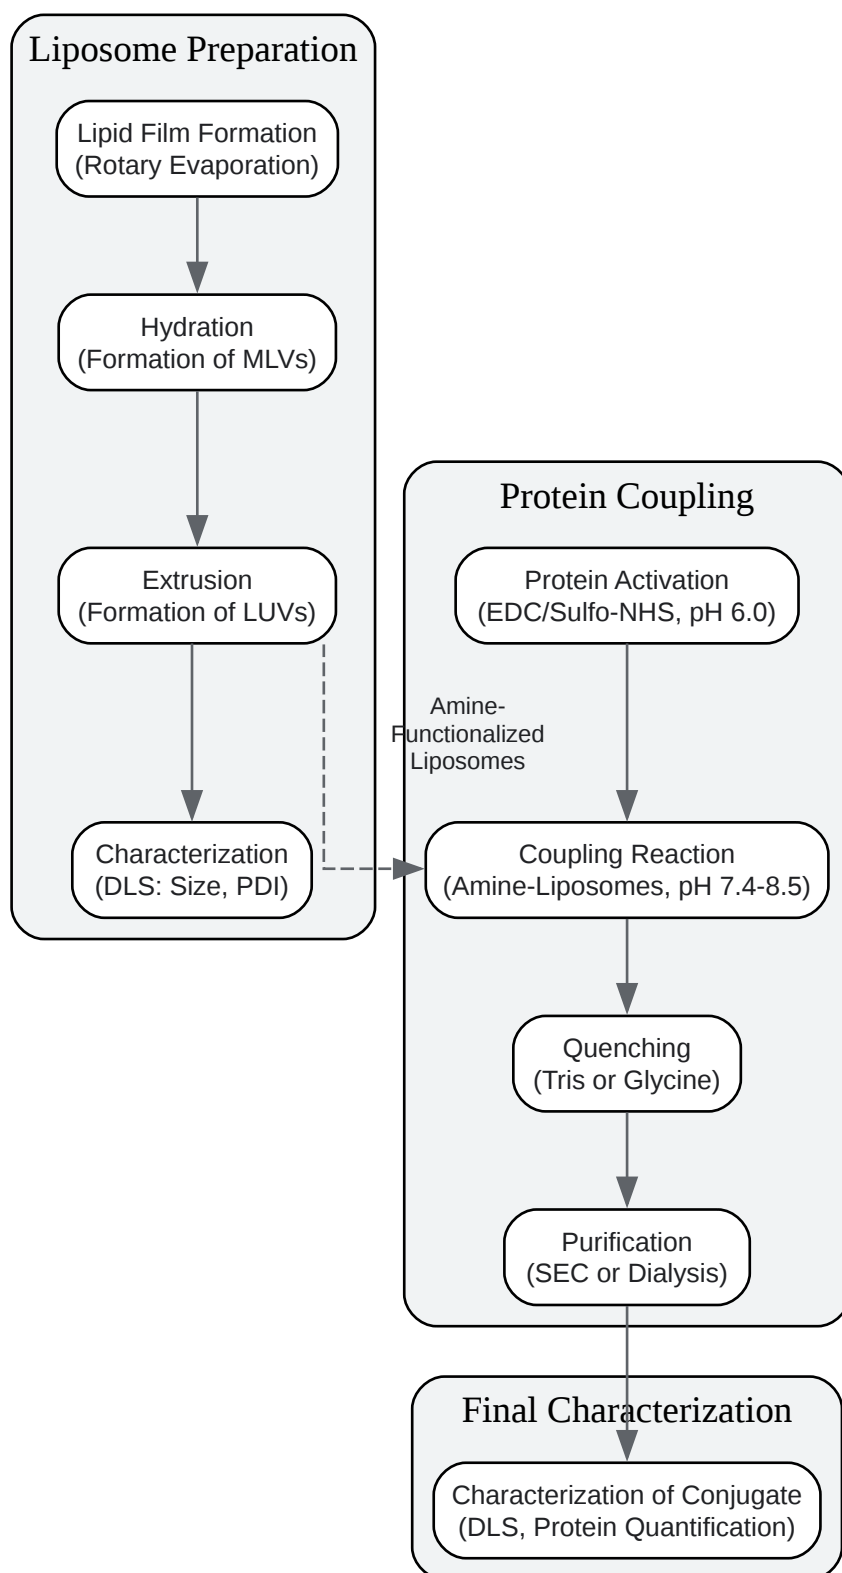 Liposome Preparation
Lipid Film Formation
(Rotary Evaporation)
Hydration
(Formation of MLVs)
Extrusion
(Formation of LUVs)
Characterization
(DLS: Size, PDI)
Protein Coupling
Protein Activation
(EDC/Sulfo-NHS, pH 6.0)
Amine-
Functionalized
Liposomes
Coupling Reaction
(Amine-Liposomes, pH 7.4-8.5)
Quenching
(Tris or Glycine)
Purification
(SEC or Dialysis)
Final Characterization
Characterization of Conjugate
(DLS, Protein Quantification)